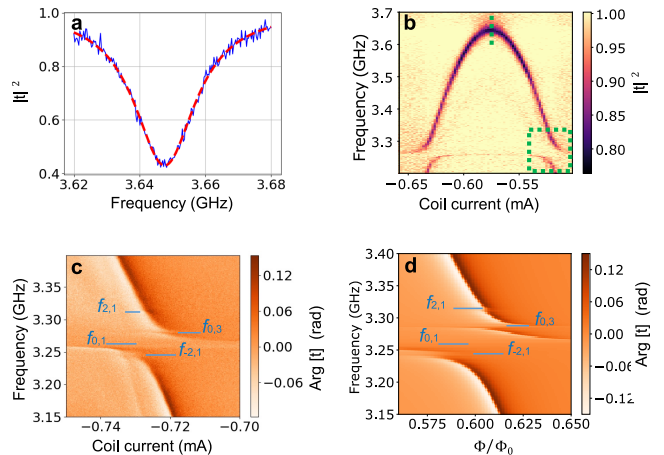 a
|t| ²
1.0
0.8
0.6
0.4
3.62
3.64
3.66
3.68
Frequency (GHz)
b
Frequency (GHz)
3.7
3.6
3.5
3.4
3.3
−0.65
−0.60
−0.55
Coil current (mA)
1.00
0.95
0.90
0.85
0.80
|t| ²
c
Frequency (GHz)
3.35
3.30
3.25
3.15
f2,1
f0,3
f0,1
f-2,1
−0.74
−0.72
−0.70
Coil current (mA)
0.12
0.06
0.00
−0.06
Arg [t] (rad)
d
Frequency (GHz)
3.40
3.35
3.30
3.25
3.20
3.15
f2,1
f0,3
f0,1
f-2,1
0.575
0.600
0.625
0.650
Φ/Φ0
0.10
0.05
0.00
−0.05
−0.10
Arg [t] (rad)